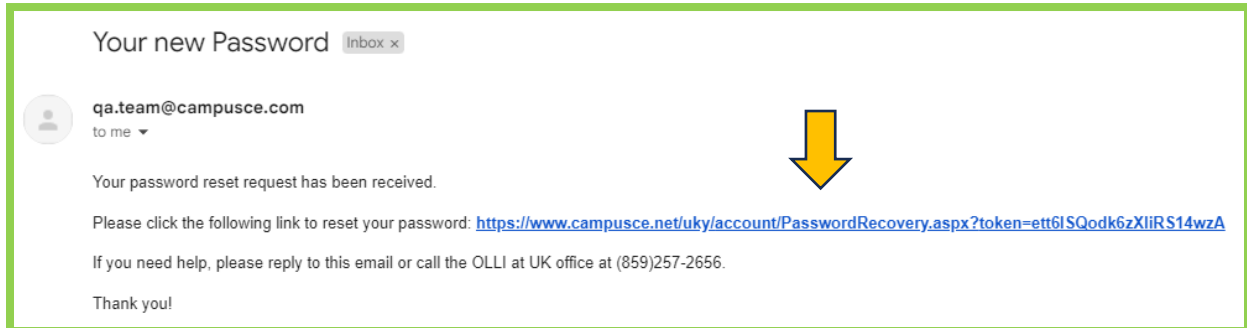 Your new Password Inbox x
qa.team@campusce.com
to me
Your password reset request has been received.
Please click the following link to reset your password: https://www.campusce.net/uky/account/PasswordRecovery.aspx?token=ett6ISQodk6zXIiRS14wzA
If you need help, please reply to this email or call the OLLI at UK office at (859)257-2656.
Thank you!